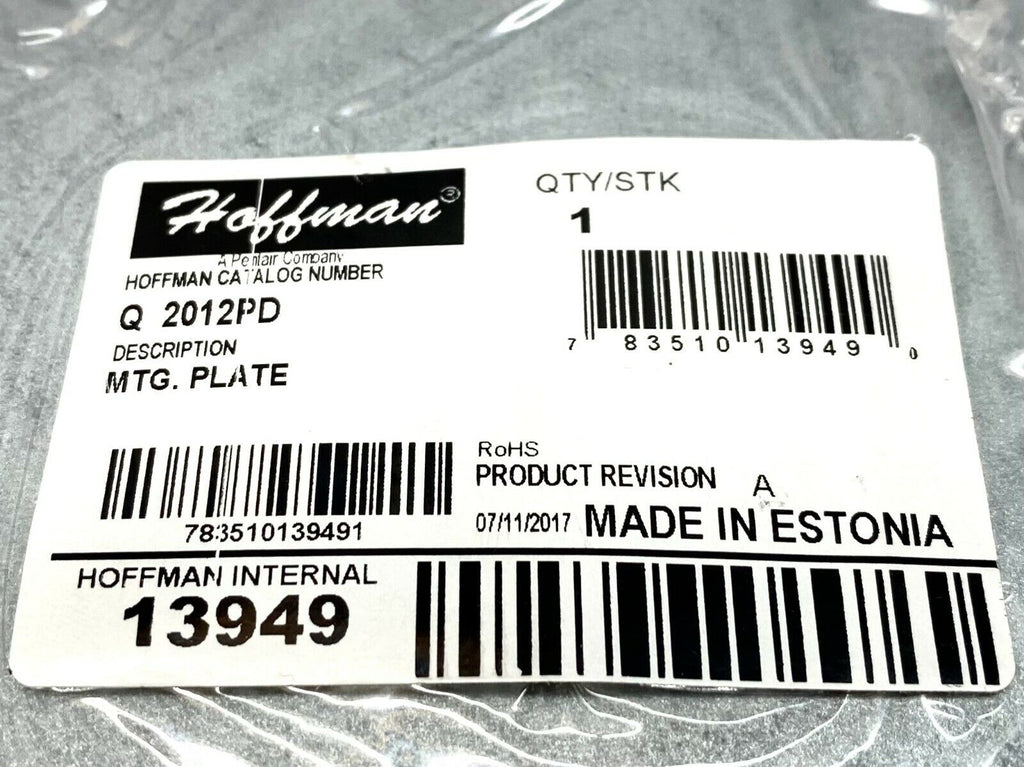 Hoffman®
A Pentair Company
HOFFMAN CATALOG NUMBER
Q 2012PD
DESCRIPTION
MTG. PLATE
QTY/STK
1
7 83510 13949 0
783510139491
RoHS
PRODUCT REVISION A
07/11/2017 MADE IN ESTONIA
HOFFMAN INTERNAL
13949